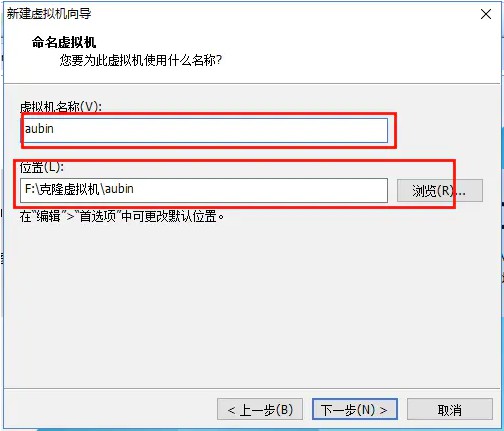 新建虚拟机向导
命名虚拟机
您要为此虚拟机使用什么名称?
虚拟机名称(V):
aubin
位置(L):
F:\克隆虚拟机\aubin
浏览(R)...
在“编辑”>“首选项”中可更改默认位置。
< 上一步(B)
下一步(N) >
取消